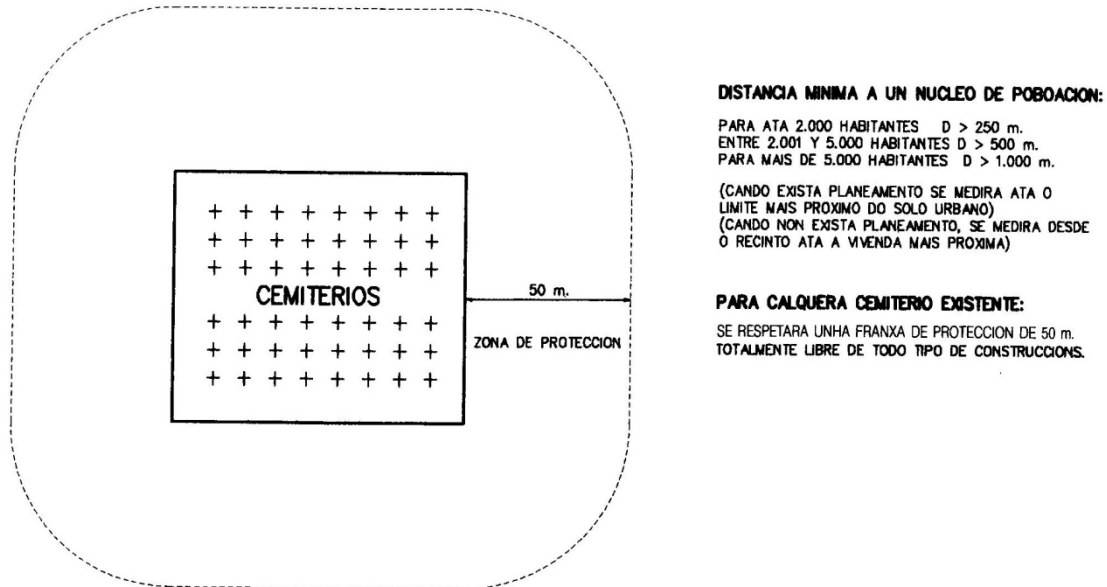 CEMITERIOS
50 m.
ZONA DE PROTECCION
DISTANCIA MINIMA A UN NUCLEO DE POBOACION:
PARA ATA 2.000 HABITANTES D > 250 m.
ENTRE 2.001 Y 5.000 HABITANTES D > 500 m.
PARA MAIS DE 5.000 HABITANTES D > 1.000 m.
(CANDO EXISTA PLANEAMENTO SE MEDIRA ATA O
LIMITE MAIS PROXIMO DO SOLO URBANO)
(CANDO NON EXISTA PLANEAMENTO, SE MEDIRA DESDE
O RECINTO ATA A VIVENDA MAIS PROXIMA)
PARA CALQUERA CEMITERIO EXISTENTE:
SE RESPETARA UNHA FRANXA DE PROTECCION DE 50 m.
TOTALMENTE LIBRE DE TODO TIPO DE CONSTRUCCIONS.